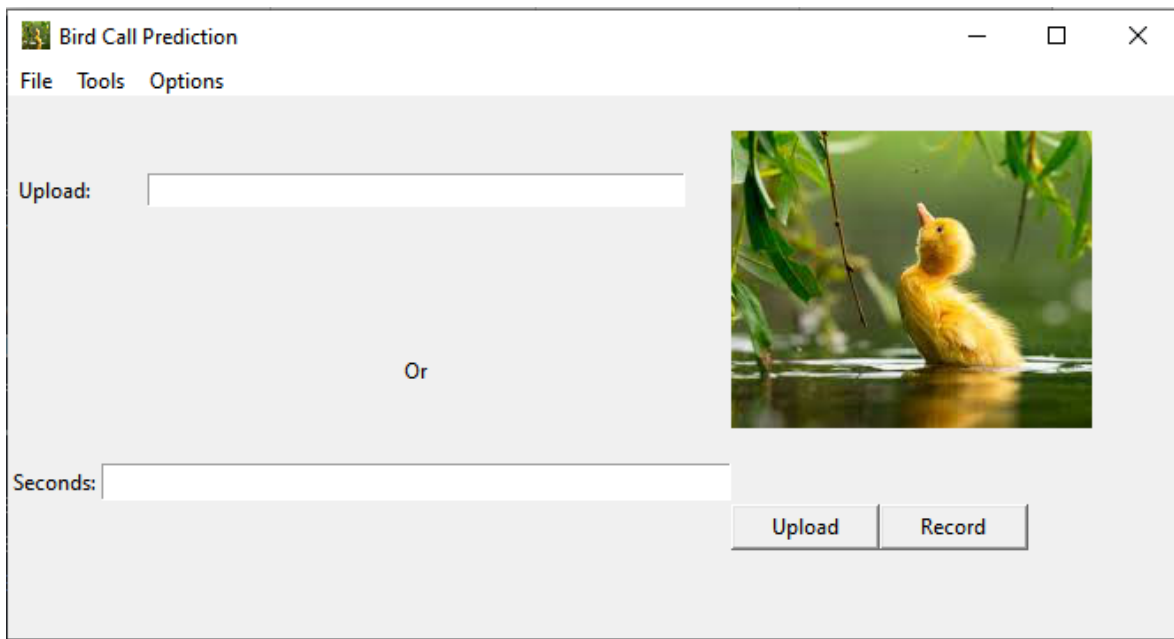 Bird Call Prediction
File Tools Options
Upload:
Or
Seconds:
Upload Record